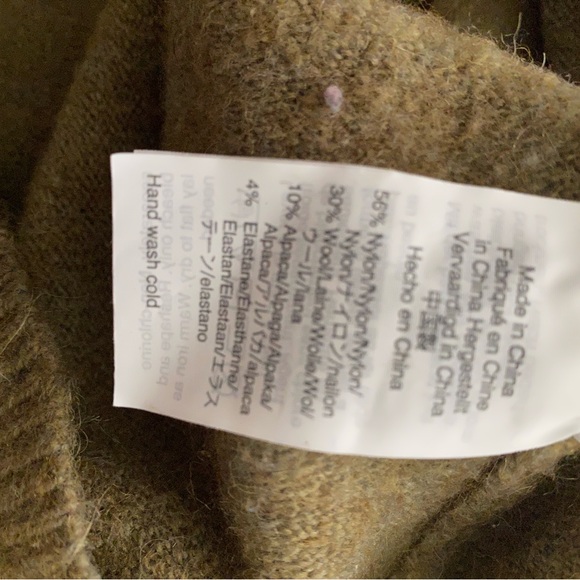 Made in China
Fabriqué en Chine
in China Hergestellt
Vervaardigd in China
中国製
Hecho en China
56% Nylon/Nylon/Nylon/
Nylon/ナイロン/nailon
30% Wool/Laine/Wolle/Wol/
ウール/lana
10% Alpaca/Alpaga/Alpaka/
Alpaca/アルパカ/alpaca
4% Elastane/Elasthanne/
Elastan/Elastaan/エラス
テーン/elastano
Hand wash cold